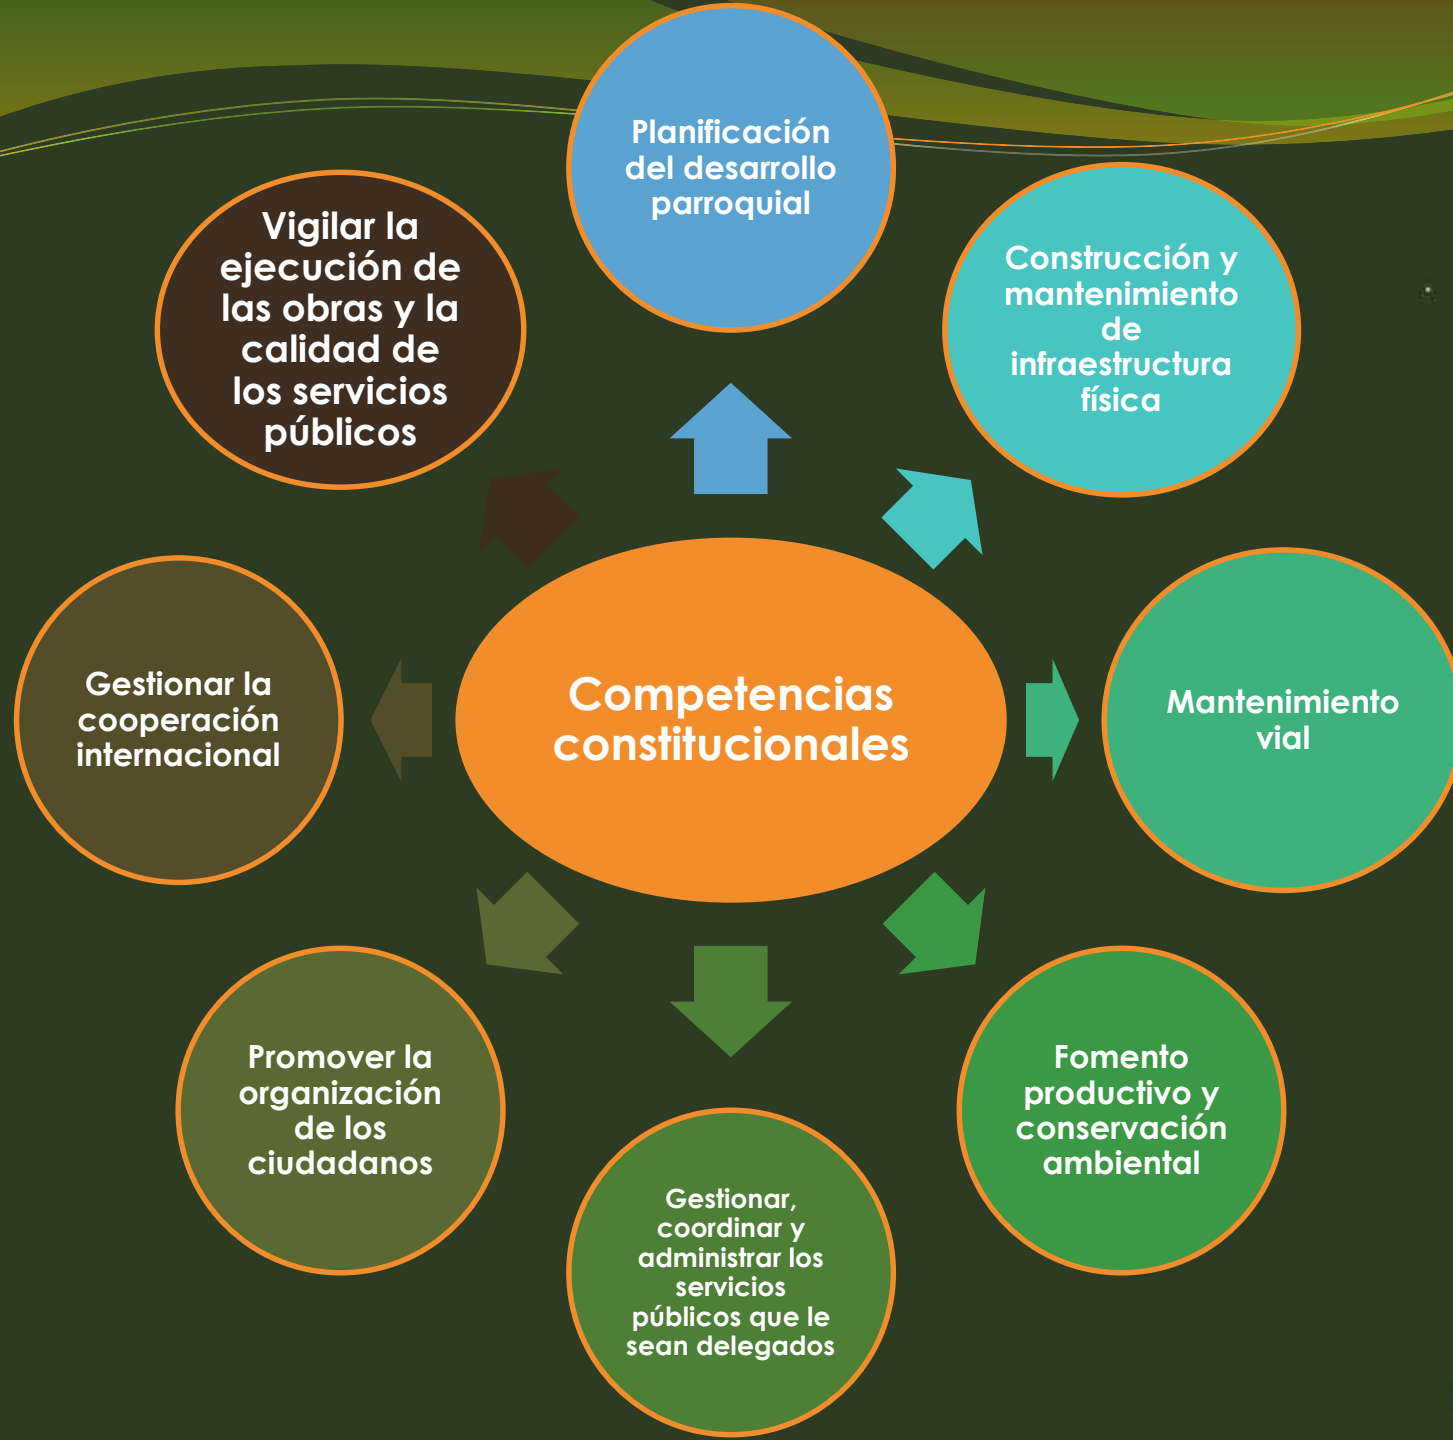 Planificación
del desarrollo
parroquial
Construcción y
mantenimiento
de
infraestructura
física
Mantenimiento
vial
Fomento
productivo y
conservación
ambiental
Gestionar,
coordinar y
administrar los
servicios
públicos que le
sean delegados
Promover la
organización
de los
ciudadanos
Gestionar la
cooperación
internacional
Vigilar la
ejecución de
las obras y la
calidad de
los servicios
públicos
Competencias
constitucionales